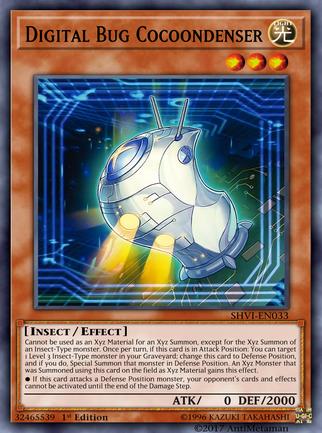 DIGITAL BUG COCOONDENSER
LIGHT
光
SHVI-EN033
[INSECT / EFFECT]
Cannot be used as an Xyz Material for an Xyz Summon, except for the Xyz Summon of
an Insect-Type monster. Once per turn, if this card is in Attack Position: You can target
1 Level 3 Insect-Type monster in your Graveyard; change this card to Defense Position,
and if you do, Special Summon that monster in Defense Position. An Xyz Monster that
was Summoned using this card on the field as Xyz Material gains this effect.
● If this card attacks a Defense Position monster, your opponent's cards and effects
cannot be activated until the end of the Damage Step.
ATK/ 0 DEF/2000
32465539 1st Edition ©1996 KAZUKI TAKAHASHI
©2017 AntiMetaman